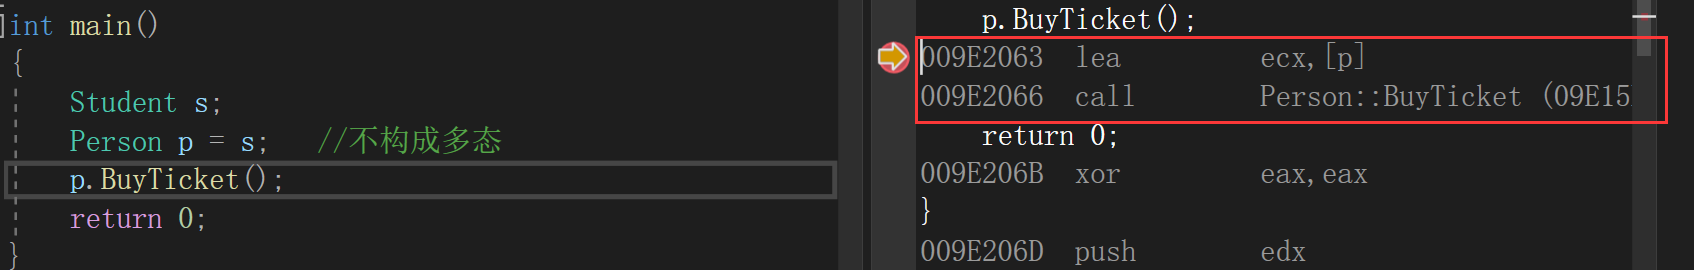 int main()
{
Student s;
Person p = s; //不构成多态
p.BuyTicket();
return 0;
}
p.BuyTicket();
009E2063 lea ecx,[p]
009E2066 call Person::BuyTicket (09E15
return 0;
009E206B xor eax,eax
}
009E206D push edx